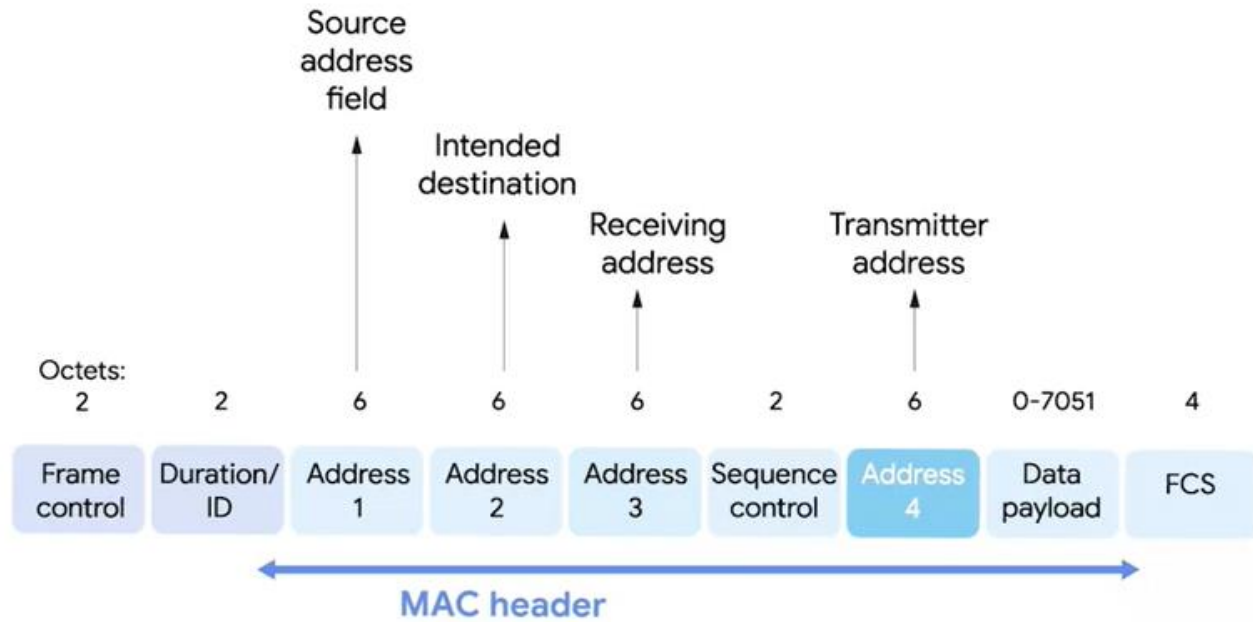 Source
address
field
Intended
destination
Receiving
address
Transmitter
address
Octets:
2 2 6 6 6 2 6 0-7051 4
Frame control
Duration/ ID
Address 1
Address 2
Address 3
Sequence control
Address 4
Data payload
FCS
MAC header